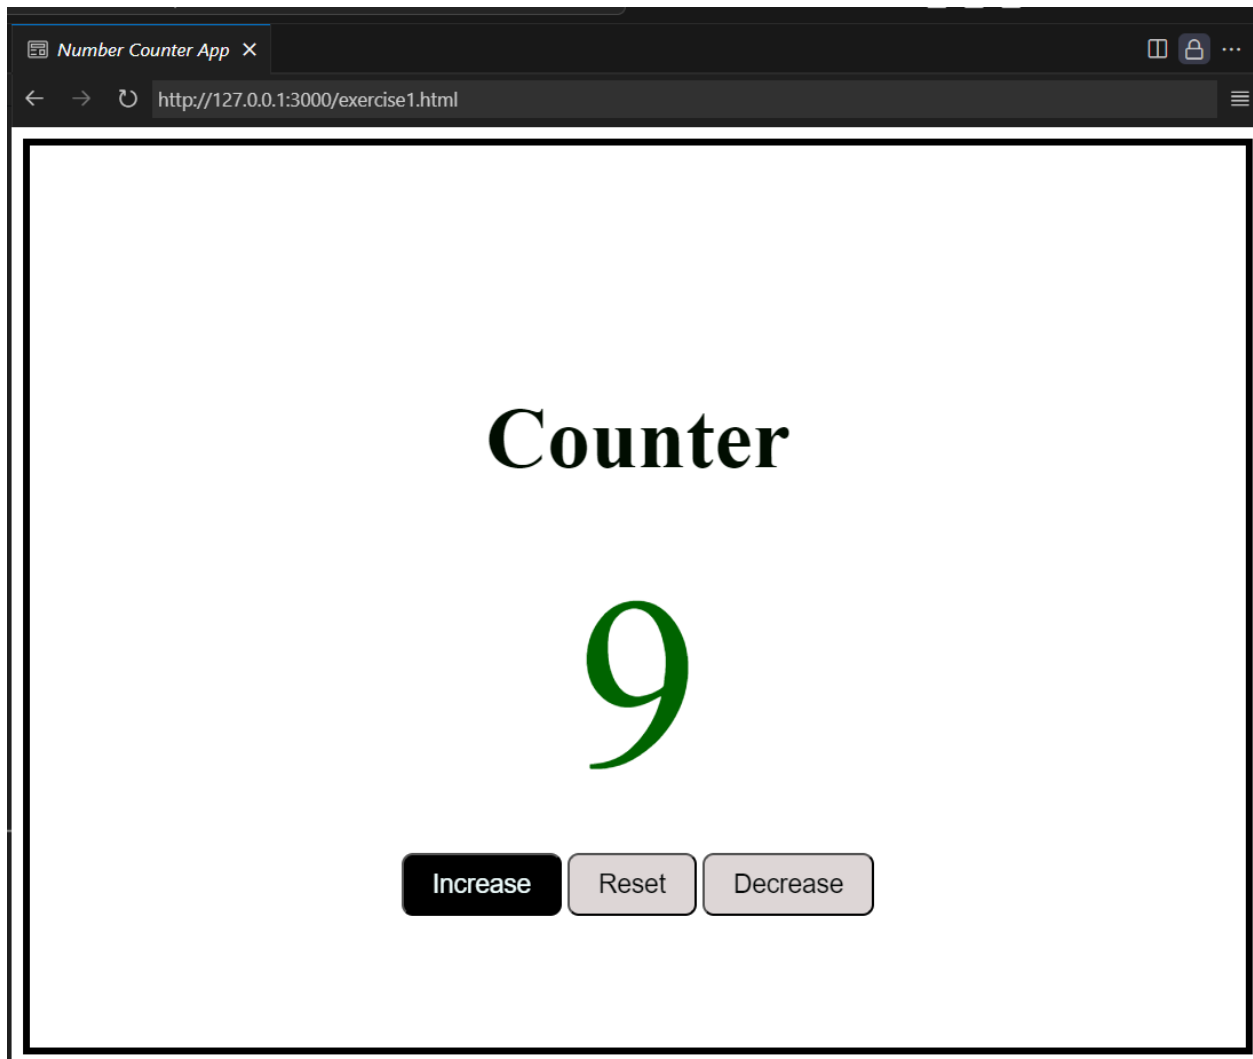 Number Counter App
http://127.0.0.1:3000/exercise1.html
Counter
9
Increase Reset Decrease